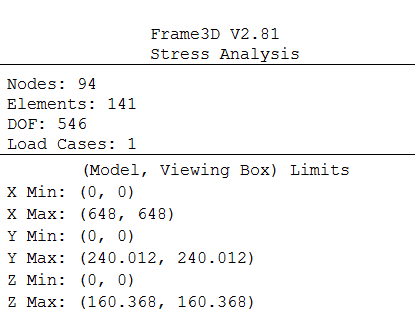 Frame3D V2.81
Stress Analysis
Nodes: 94
Elements: 141
DOF: 546
Load Cases: 1
(Model, Viewing Box) Limits
X Min: (0, 0)
X Max: (648, 648)
Y Min: (0, 0)
Y Max: (240.012, 240.012)
Z Min: (0, 0)
Z Max: (160.368, 160.368)